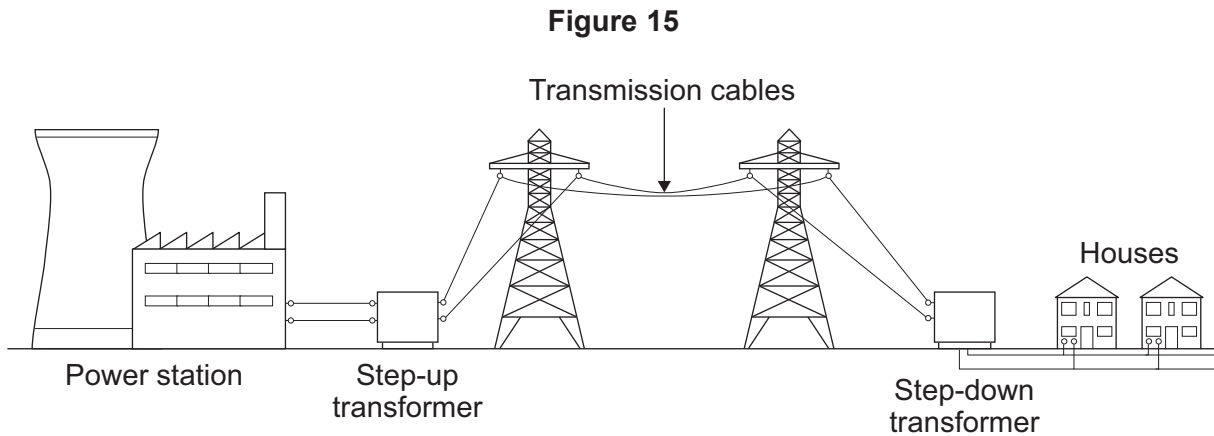 Figure 15
Transmission cables
Houses
Power station
Step-up
transformer
Step-down
transformer